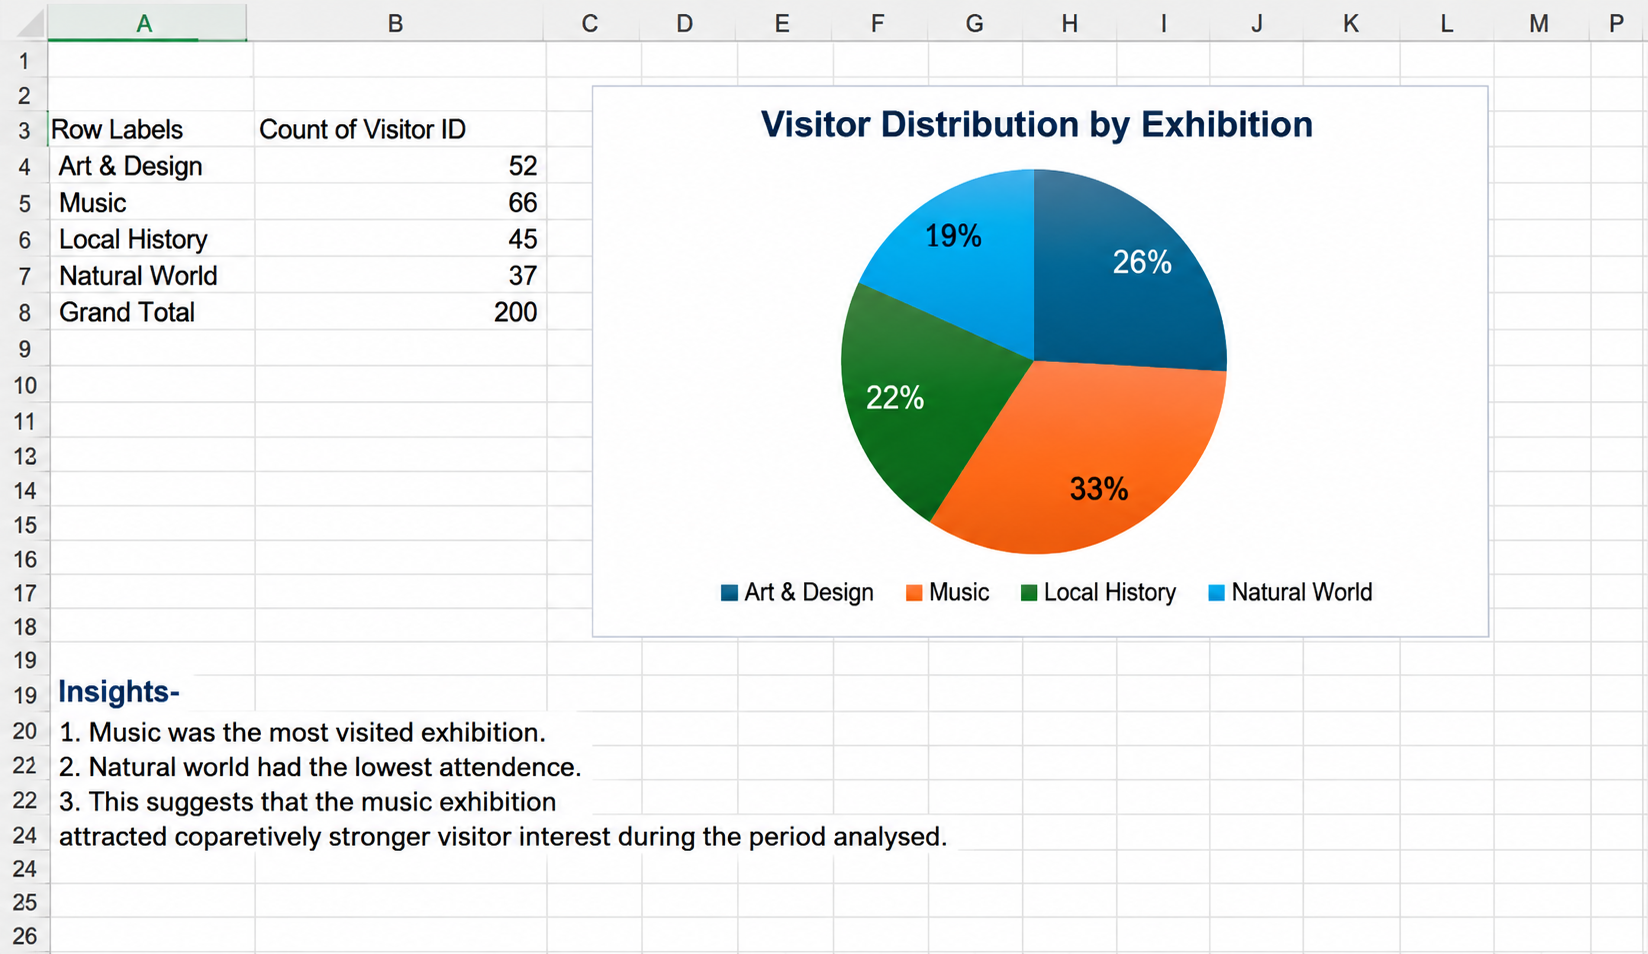 A B C D E F G H I J K L M P
1
2
3 Row Labels Count of Visitor ID
4 Art & Design 52
5 Music 66
6 Local History 45
7 Natural World 37
8 Grand Total 200
9
10
11
13
14
15
16
17
18
19
19 Insights-
20 1. Music was the most visited exhibition.
22 2. Natural world had the lowest attendence.
22 3. This suggests that the music exhibition
24 attracted coparetively stronger visitor interest during the period analysed.
24
25
26
Visitor Distribution by Exhibition
19%
26%
22%
33%
Art & Design Music Local History Natural World